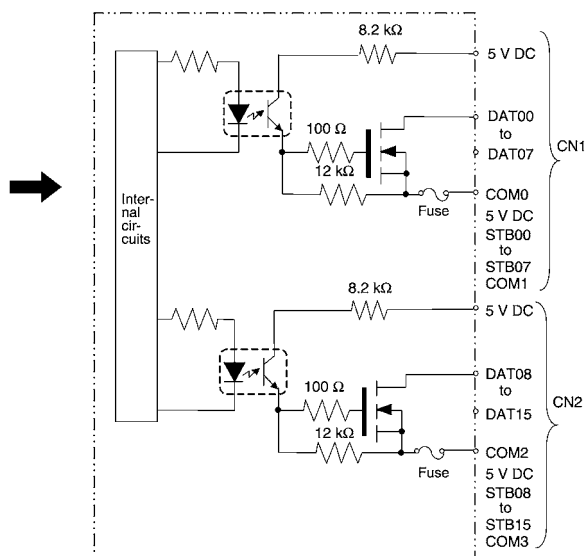 8.2 kΩ
5 V DC
DAT00
to
DAT07
100 Ω
12 kΩ
COM0
Fuse
5 V DC
STB00
to
STB07
COM1
CN1
Inter-
nal
cir-
cuits
8.2 kΩ
5 V DC
DAT08
to
DAT15
100 Ω
12 kΩ
COM2
Fuse
5 V DC
STB08
to
STB15
COM3
CN2